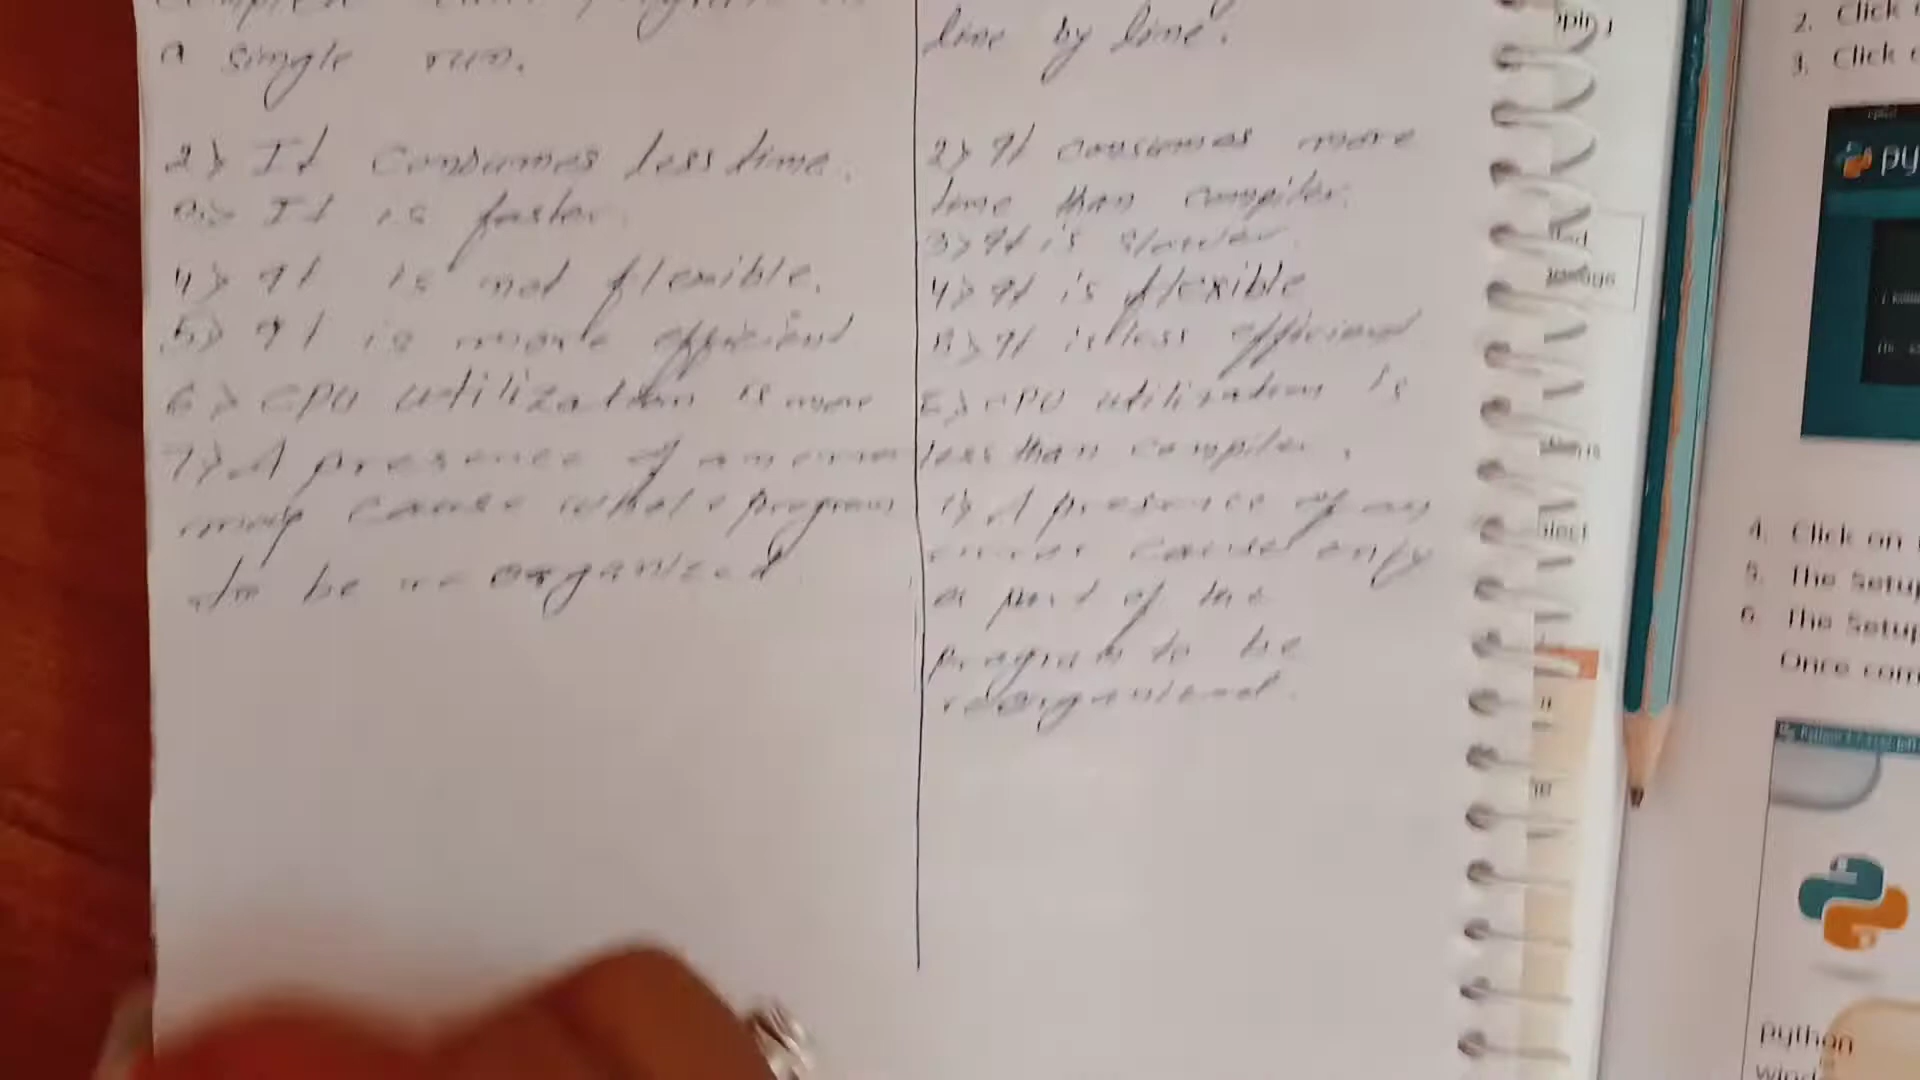 a single run.
2> It consumes less time.
3> It is faster.
4> It is not flexible.
5> It is more efficient
6> CPU utilization is more
7> A presence of an error
may cause whole program
to be reorganized.
line by line.
2> It consumes more
time than compiler.
3> It is slower.
4> It is flexible
5> It is less efficient
6> CPU utilization is
less than compiler.
7> A presence of an
error cause only
a part of the
program to be
reorganized.
2. Click
3. Click
py
4. Click on
5. The Setup
6. The Setup
Once com
python